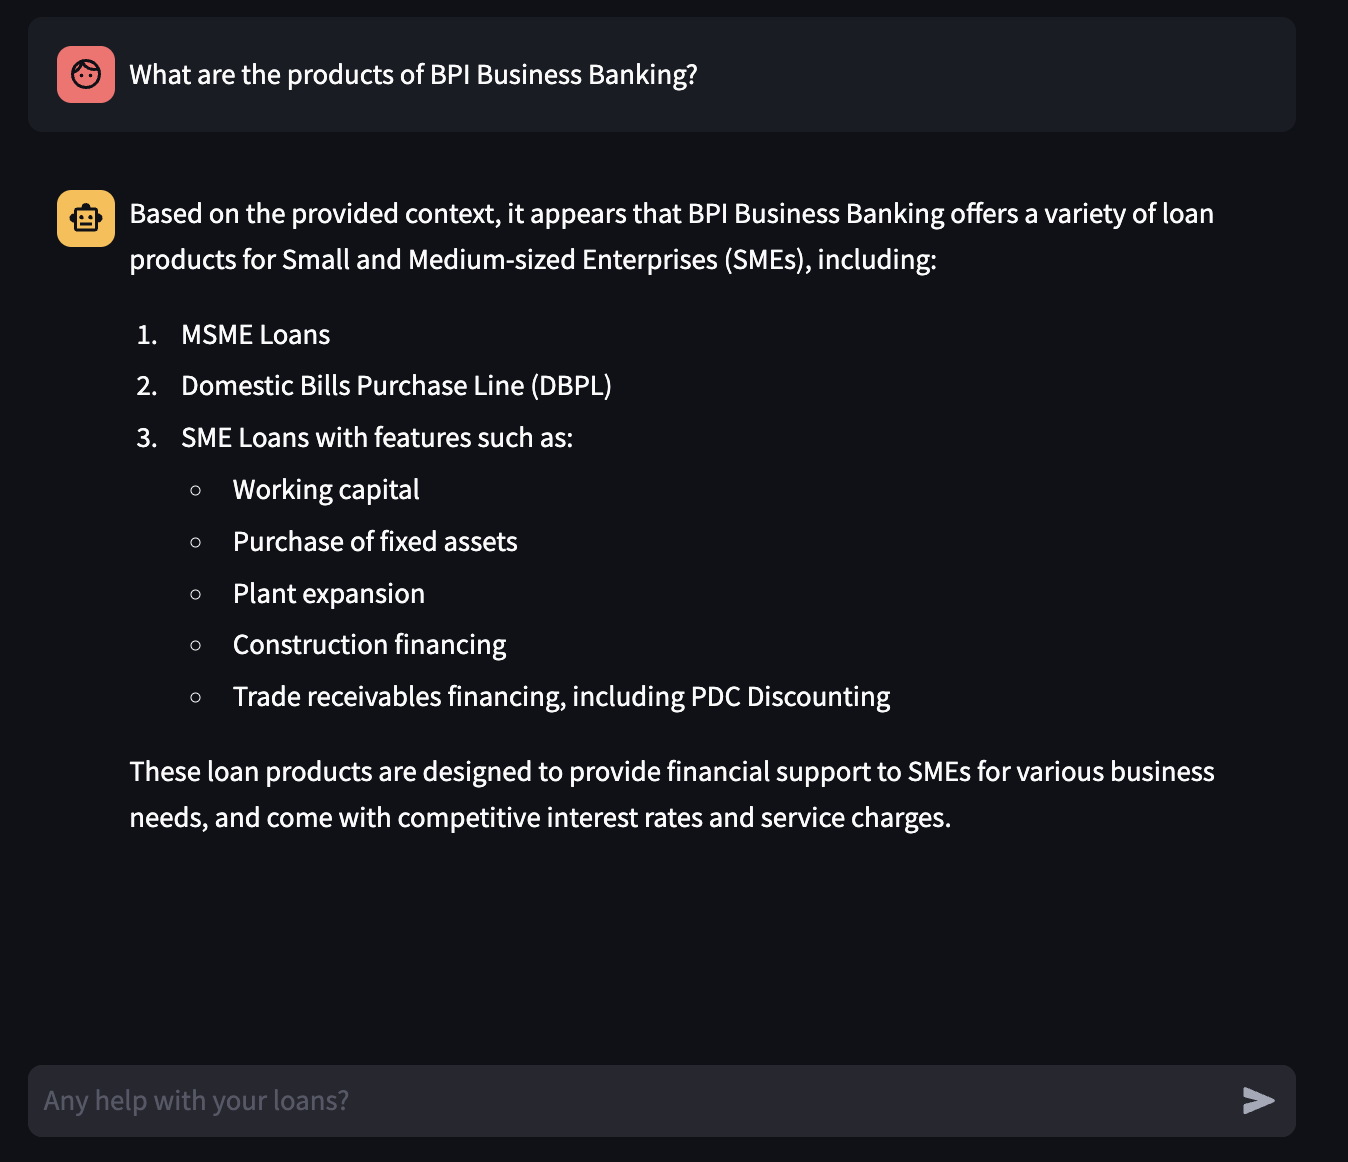 What are the products of BPI Business Banking?
Based on the provided context, it appears that BPI Business Banking offers a variety of loan
products for Small and Medium-sized Enterprises (SMEs), including:
1. MSME Loans
2. Domestic Bills Purchase Line (DBPL)
3. SME Loans with features such as:
○ Working capital
○ Purchase of fixed assets
○ Plant expansion
○ Construction financing
○ Trade receivables financing, including PDC Discounting
These loan products are designed to provide financial support to SMEs for various business
needs, and come with competitive interest rates and service charges.
Any help with your loans?